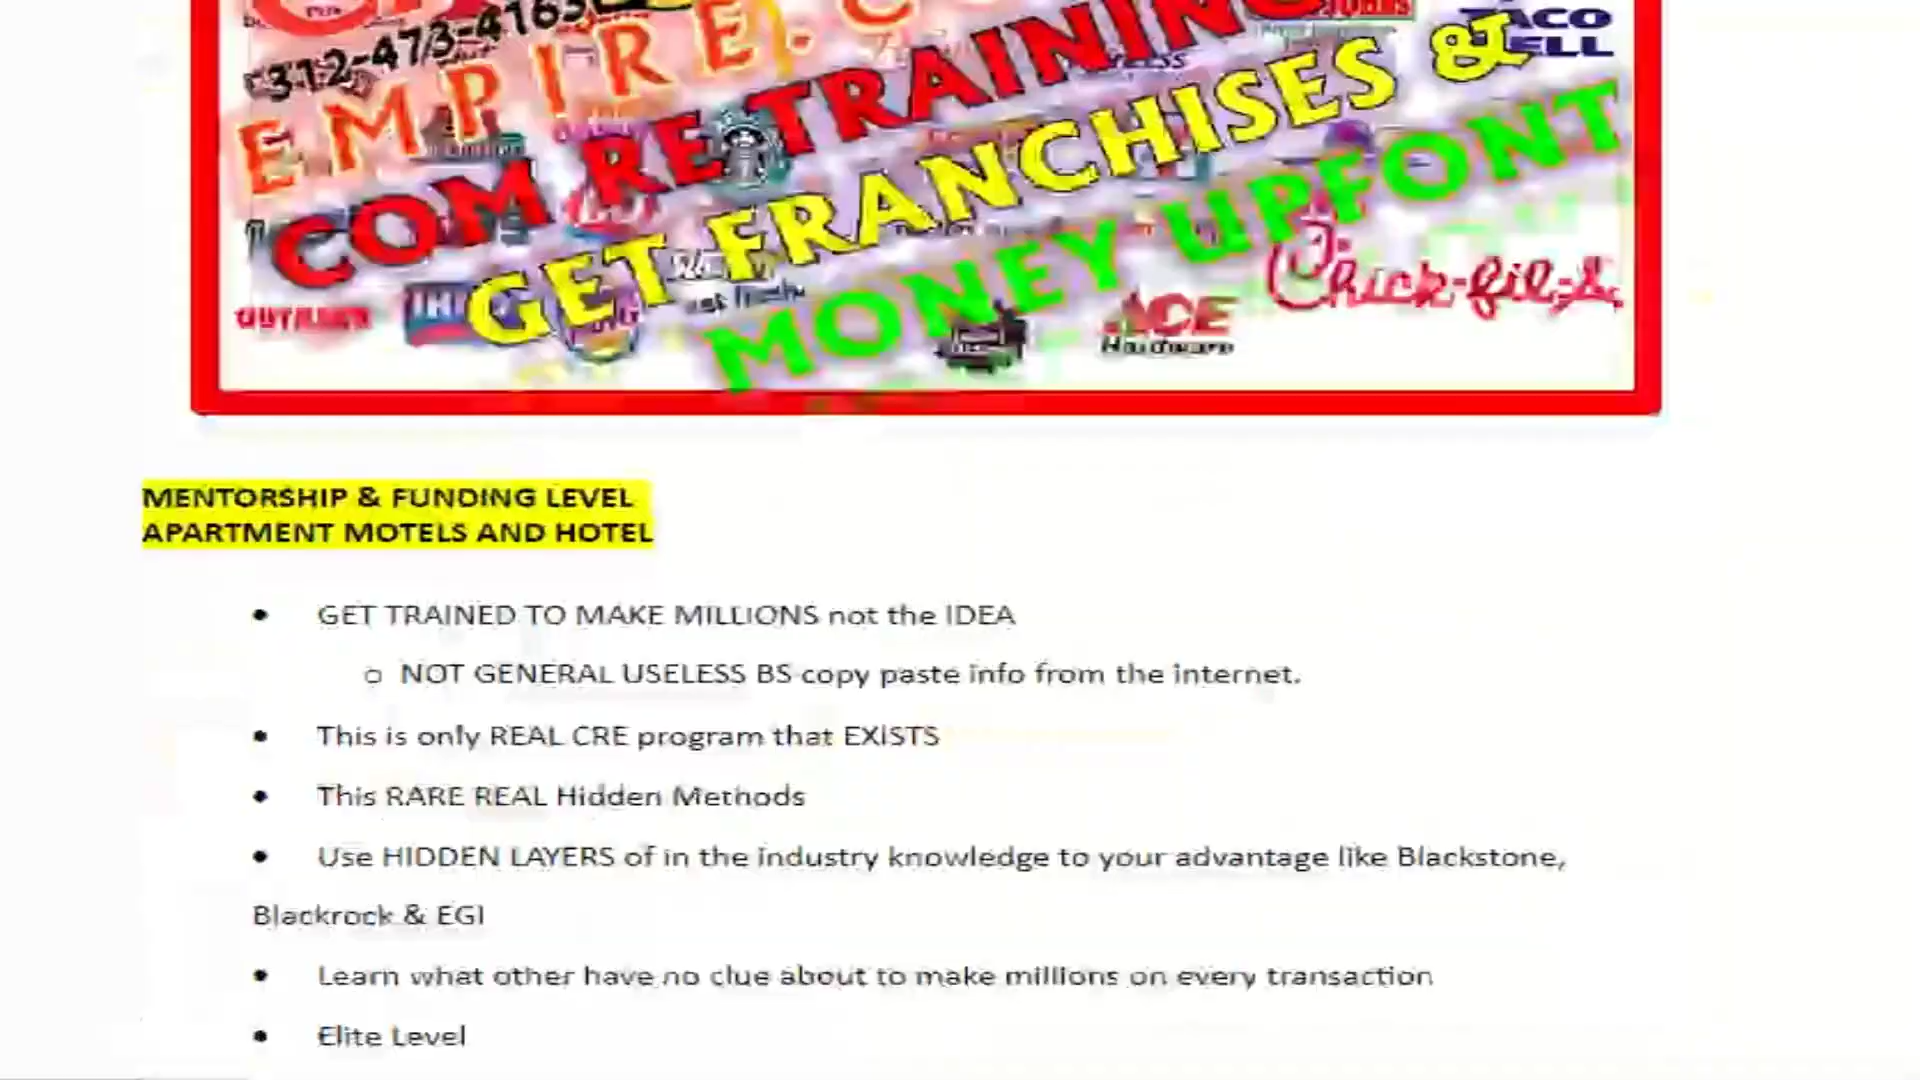 312-473-4163
EMPIRE.C
COM RE TRAINING
GET FRANCHISES &
MONEY UPFONT
TACO
BELL
OUTBACK
IHO
ACE
Hardware
Chick-fil-A
MENTORSHIP & FUNDING LEVEL
APARTMENT MOTELS AND HOTEL
• GET TRAINED TO MAKE MILLIONS not the IDEA
o NOT GENERAL USELESS BS copy paste info from the internet.
• This is only REAL CRE program that EXISTS
• This RARE REAL Hidden Methods
• Use HIDDEN LAYERS of in the industry knowledge to your advantage like Blackstone,
Blackrock & EGI
• Learn what other have no clue about to make millions on every transaction
• Elite Level